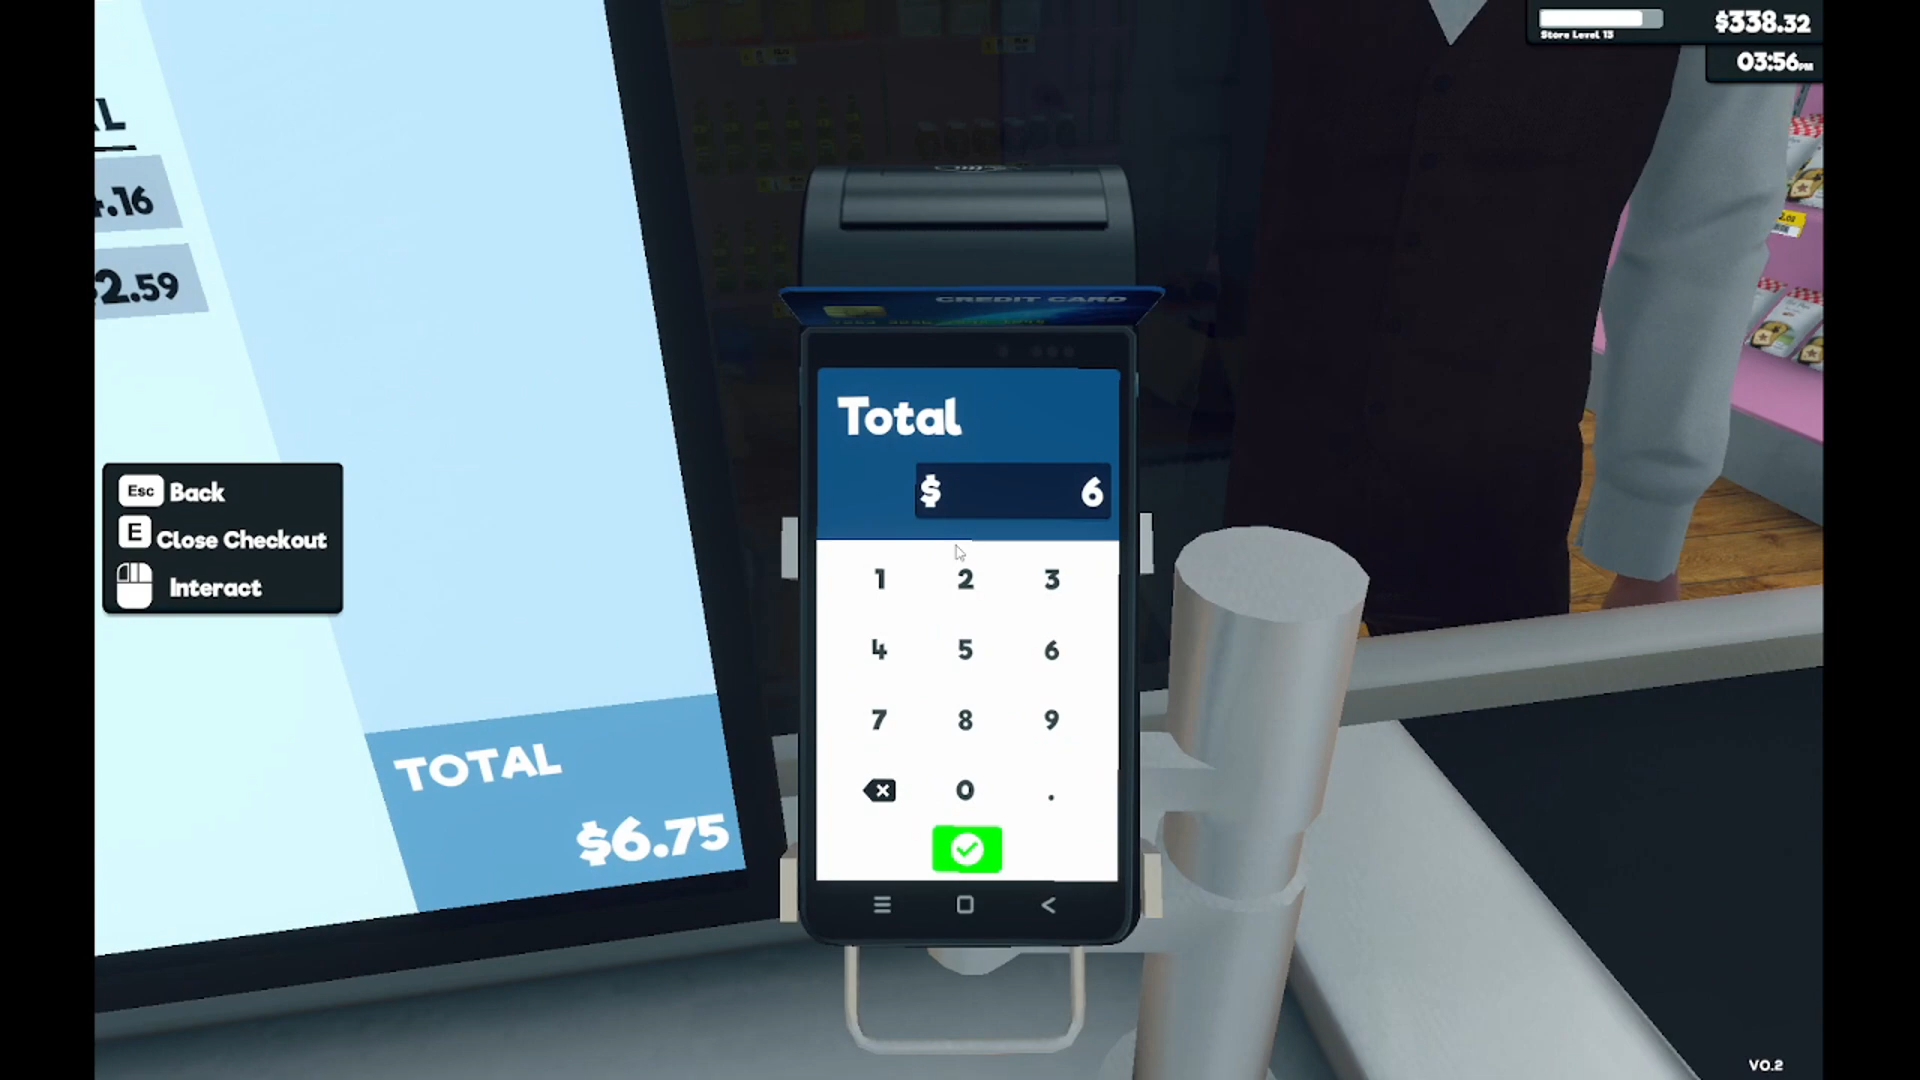 $338.32
Store Level 13
03:56PM
.16
2.59
CREDIT CARD
Total
$ 6
Esc Back
E Close Checkout
Interact
1 2 3
4 5 6
7 8 9
0 .
TOTAL
$6.75
V0.2